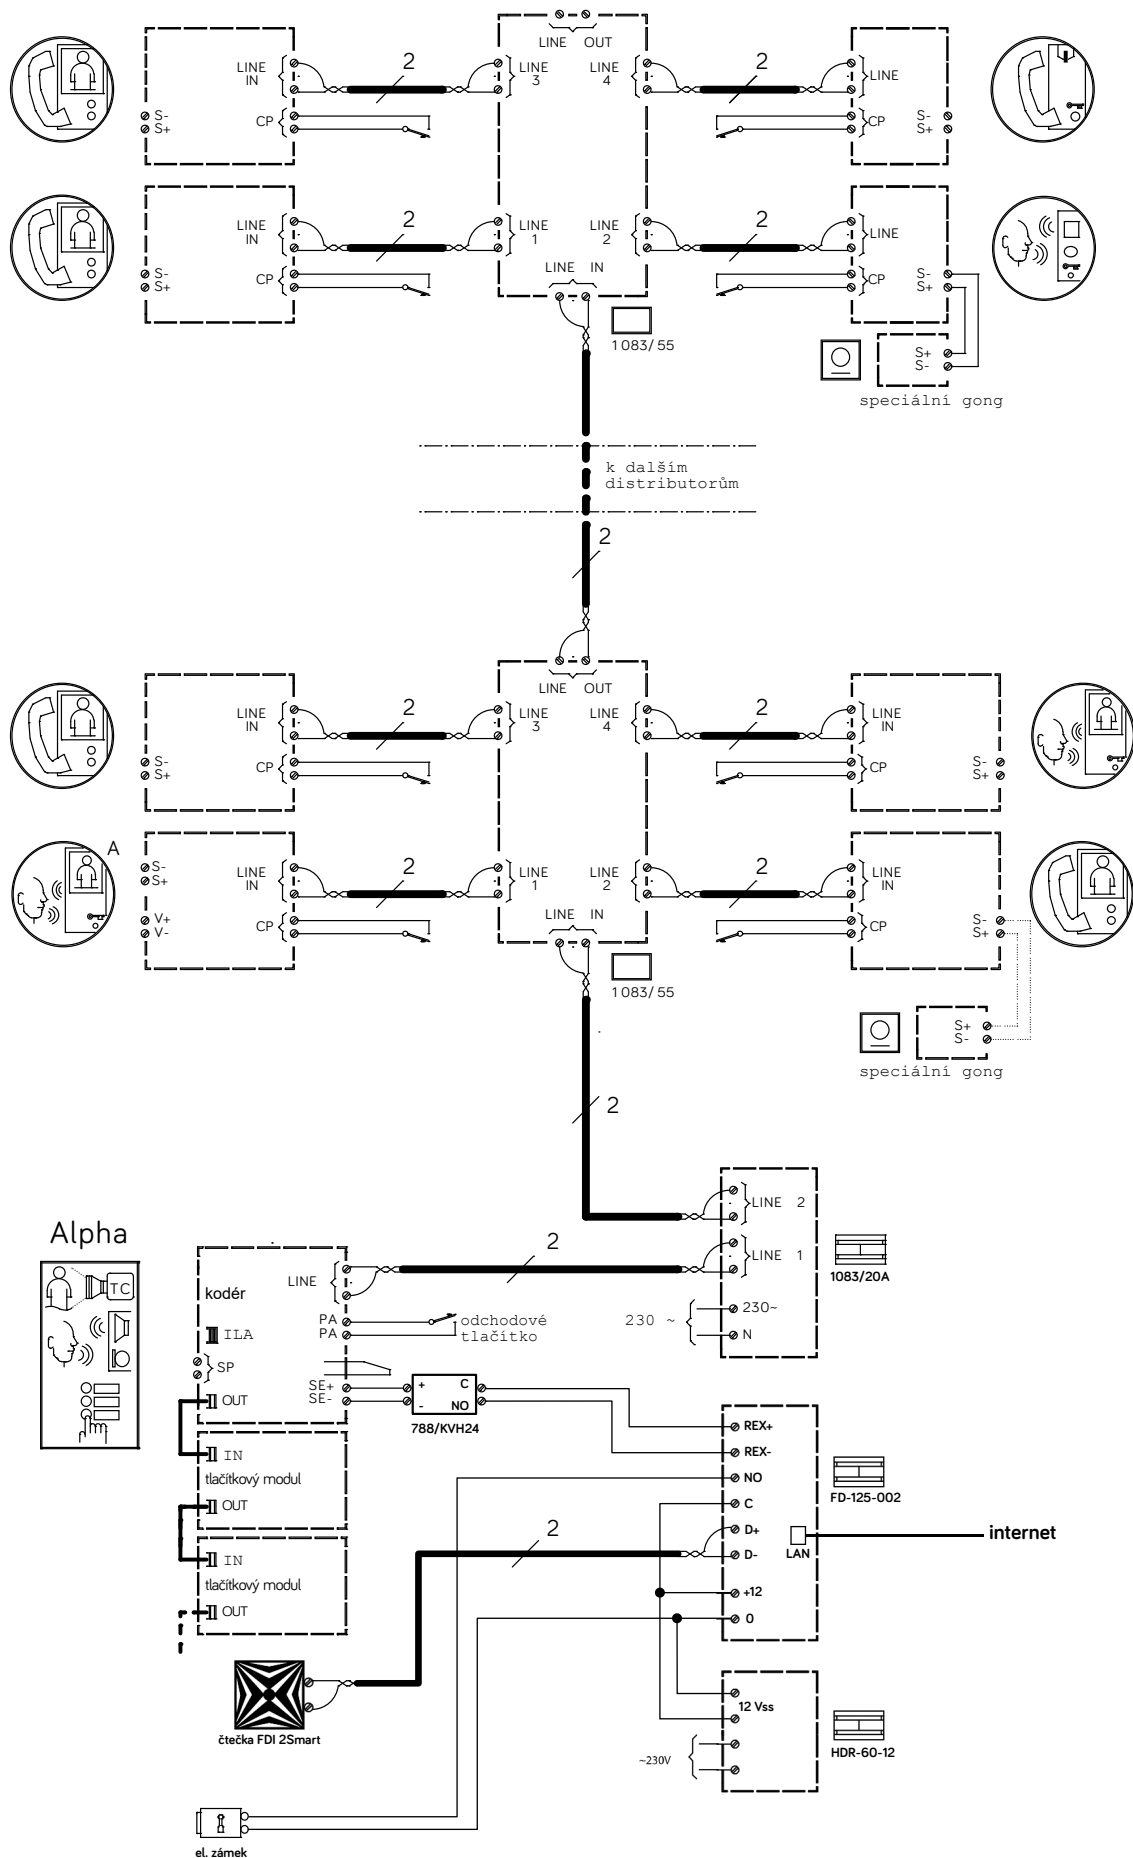 LINE OUT
LINE IN
2
LINE 3
LINE 4
2
LINE
S-
S+
CP
CP
S-
S+
LINE IN
2
LINE 1
LINE 2
2
LINE
S-
S+
CP
LINE IN
CP
S-
S+
1083/55
S+
S-
speciální gong
k dalším
distributorům
2
LINE OUT
LINE IN
2
LINE 3
LINE 4
2
LINE IN
S-
S+
CP
CP
S-
S+
A
S-
S+
LINE IN
2
LINE 1
LINE 2
2
LINE IN
V+
V-
CP
LINE IN
CP
S-
S+
1083/55
S+
S-
speciální gong
2
LINE 2
Alpha
2
LINE 1
1083/20A
TC
kodér
LINE
ILA
PA
PA
odchodové
tlačítko
230 ~
230~
N
SP
OUT
SE+
SE-
+
-
C
NO
788/KVH24
REX+
REX-
IN
tlačítkový modul
OUT
NO
C
FD-125-002
2
D+
D-
LAN
internet
IN
tlačítkový modul
OUT
+12
0
čtečka FDI 2Smart
12 Vss
~230V
HDR-60-12
el. zámek